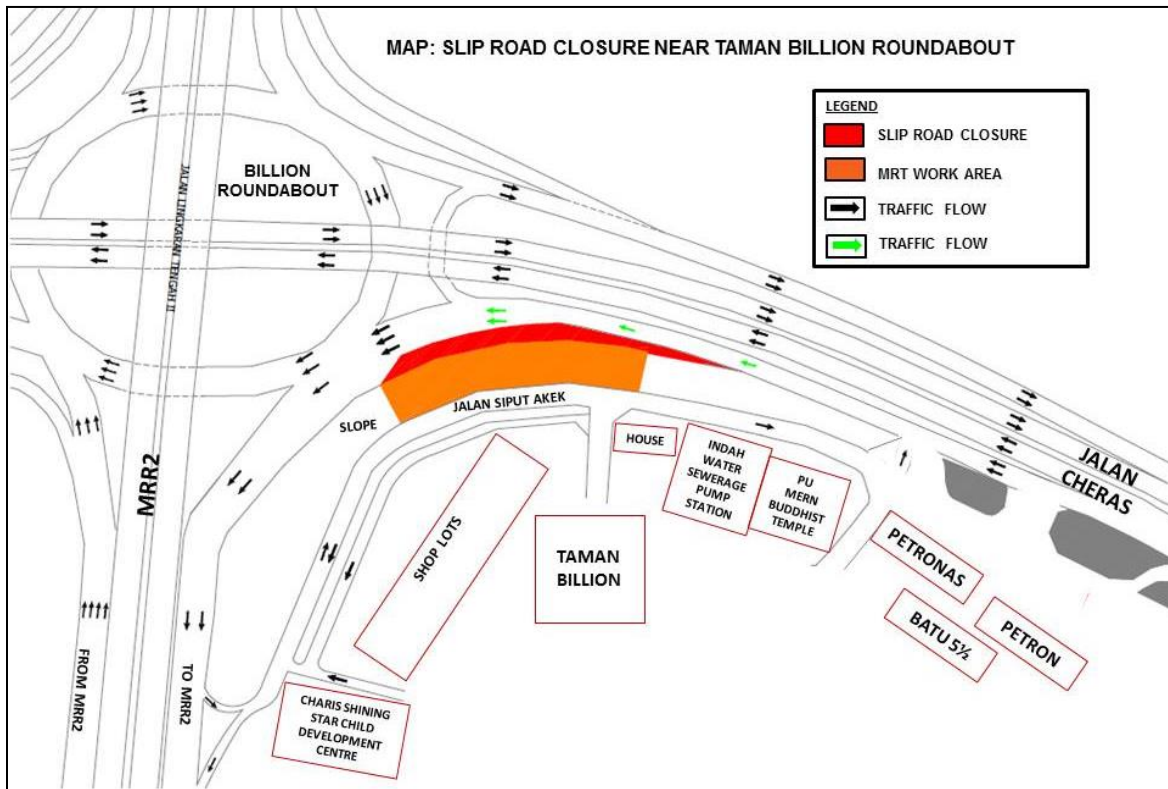 MAP: SLIP ROAD CLOSURE NEAR TAMAN BILLION ROUNDABOUT
LEGEND
SLIP ROAD CLOSURE
MRT WORK AREA
TRAFFIC FLOW
TRAFFIC FLOW
BILLION
ROUNDABOUT
JALAN LINGKARAN TENGAH II
MRR2
SLOPE
JALAN SIPUT AKEK
HOUSE
INDAH
WATER
SEWERAGE
PUMP
STATION
PU
MERN
BUDDHIST
TEMPLE
JALAN
CHERAS
SHOP LOTS
TAMAN
BILLION
PETRONAS
BATU 5½
PETRON
FROM MRR2
TO MRR2
CHARIS SHINING
STAR CHILD
DEVELOPMENT
CENTRE